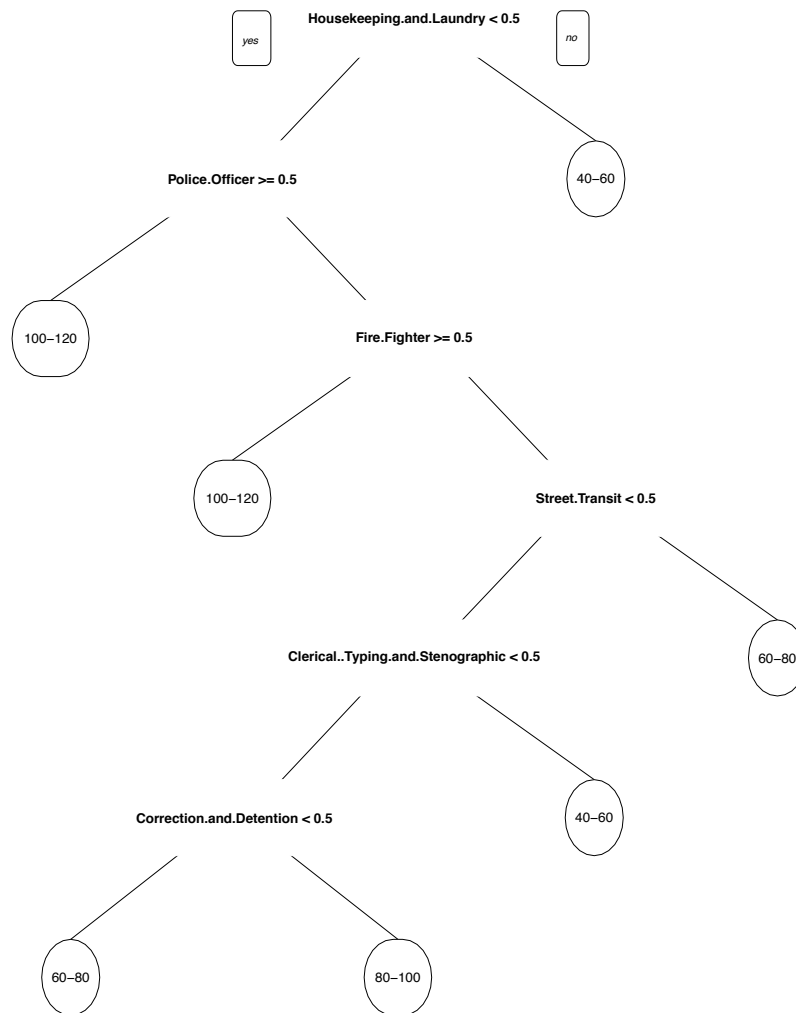 Housekeeping.and.Laundry < 0.5
yes
no
Police.Officer >= 0.5
40−60
100−120
Fire.Fighter >= 0.5
100−120
Street.Transit < 0.5
Clerical..Typing.and.Stenographic < 0.5
60−80
Correction.and.Detention < 0.5
40−60
60−80
80−100